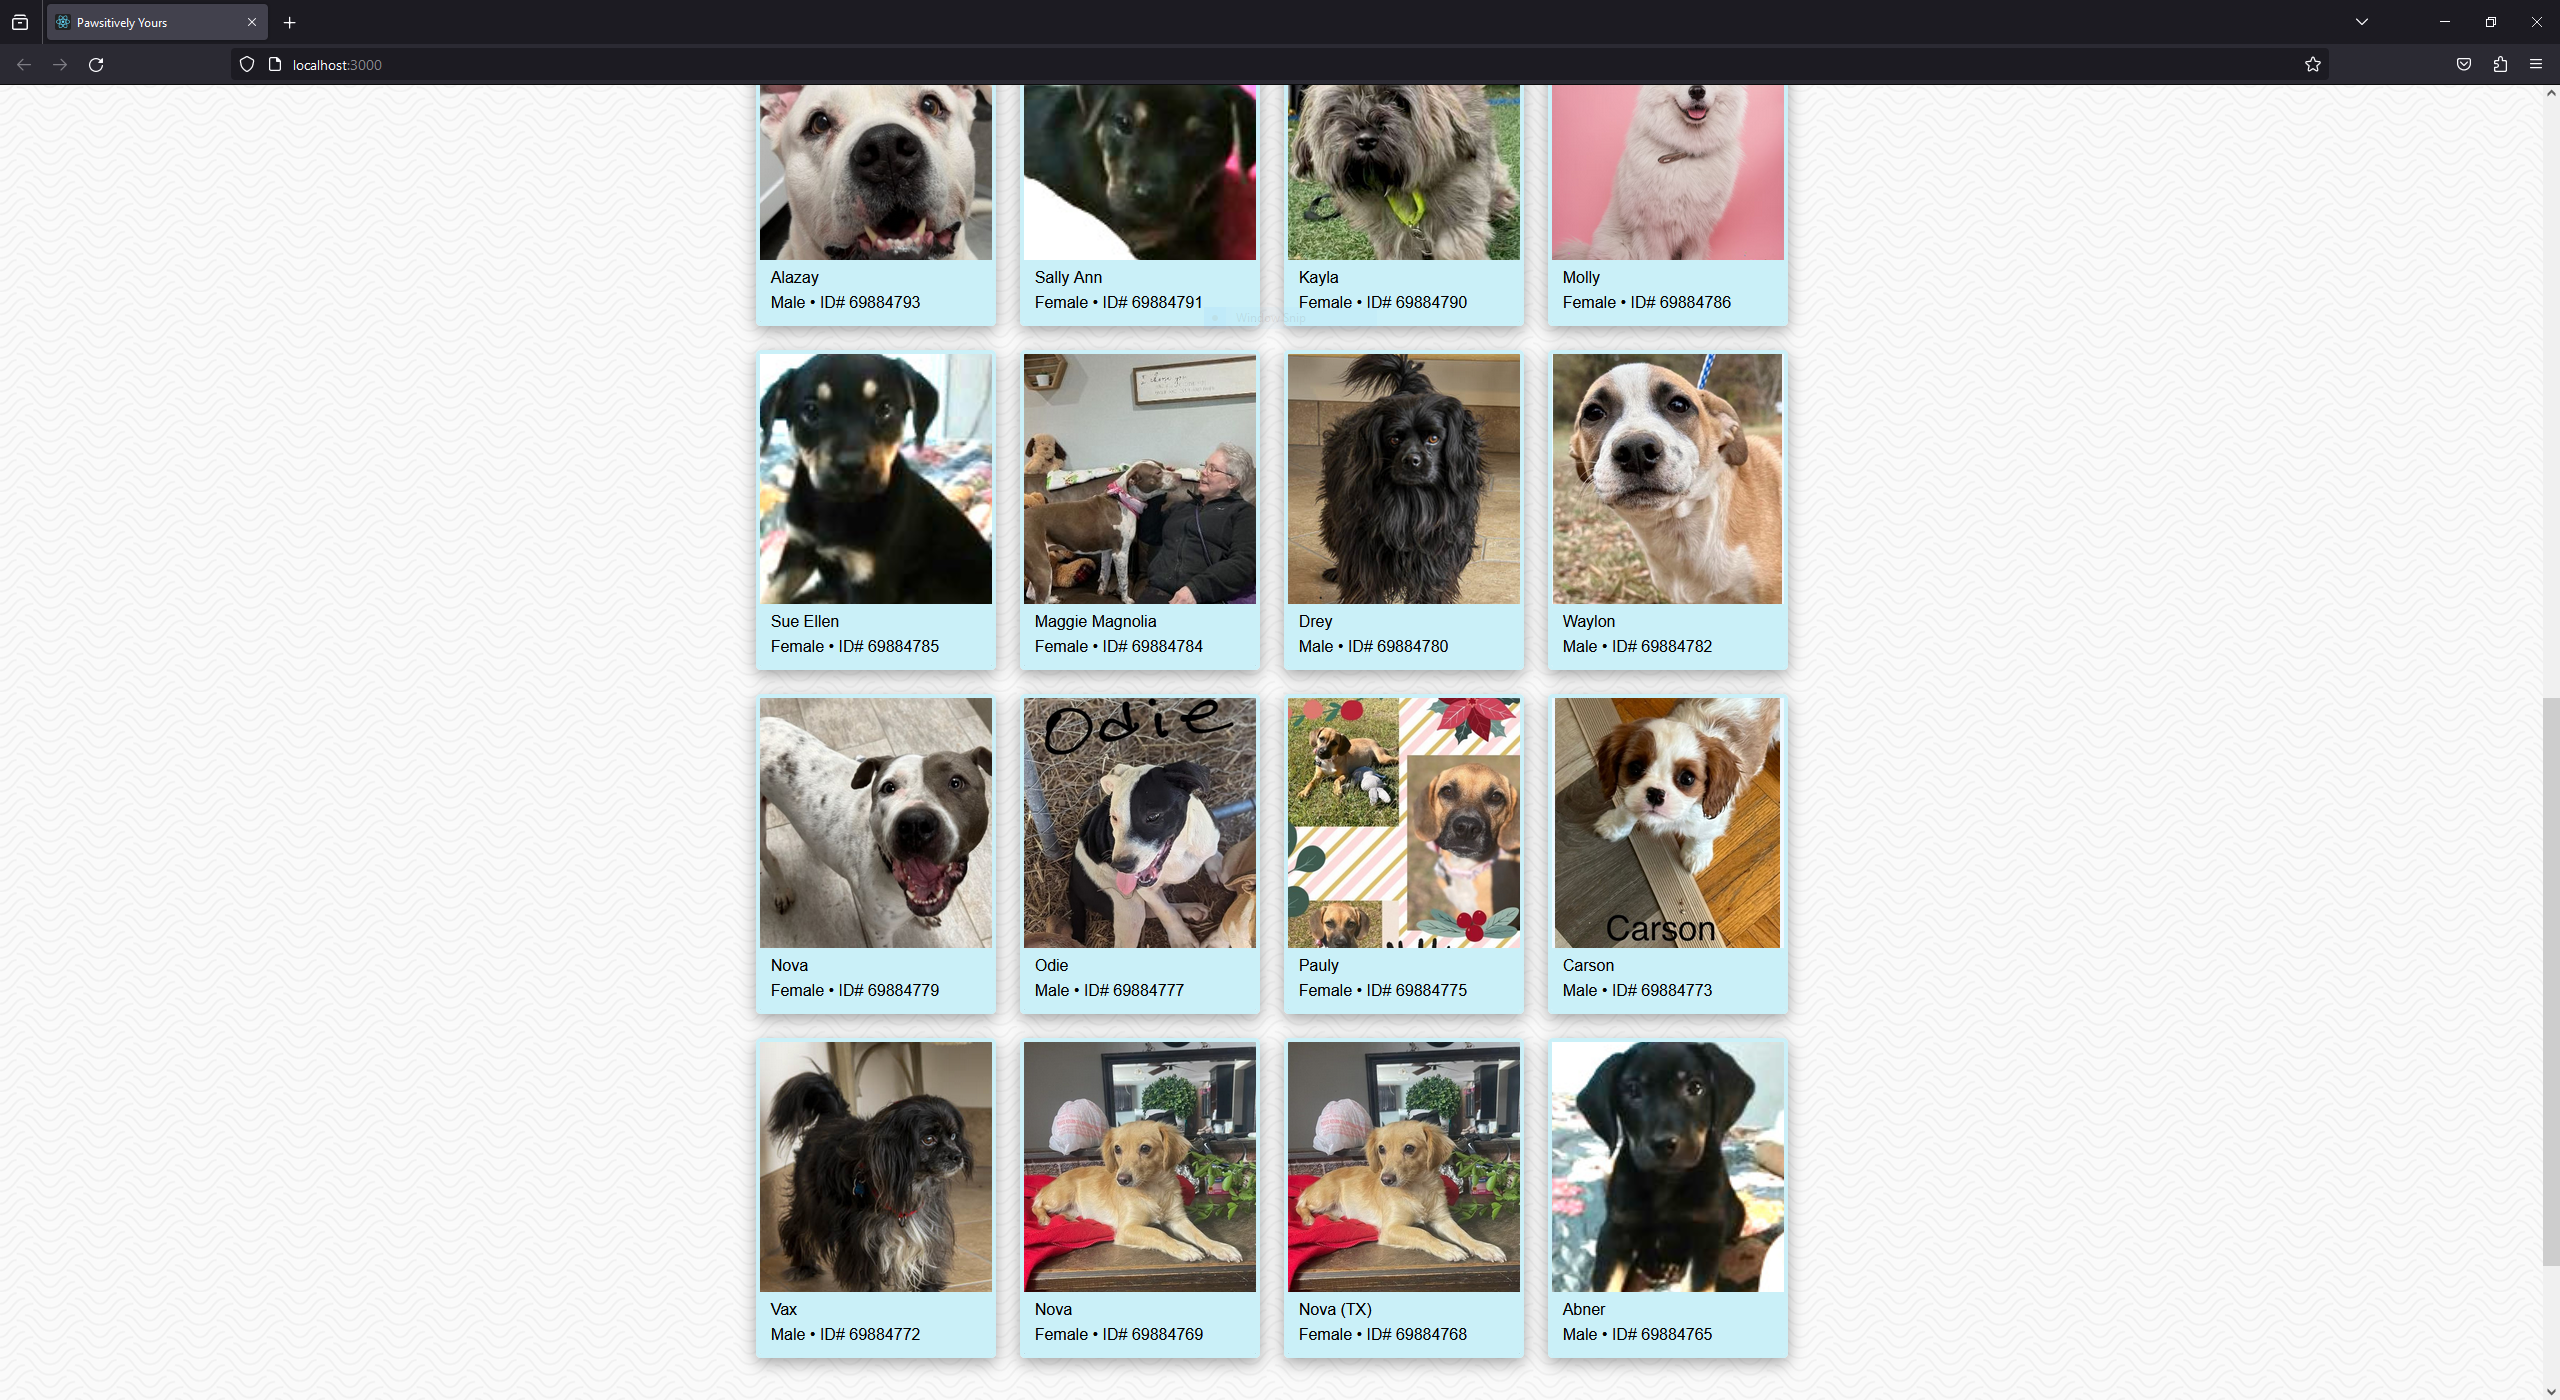 Pawsitively Yours
localhost:3000
Alazay
Male • ID# 69884793
Sally Ann
Female • ID# 69884791
Kayla
Female • ID# 69884790
Molly
Female • ID# 69884786
Sue Ellen
Female • ID# 69884785
Maggie Magnolia
Female • ID# 69884784
Drey
Male • ID# 69884780
Waylon
Male • ID# 69884782
Odie
Carson
Nova
Female • ID# 69884779
Odie
Male • ID# 69884777
Pauly
Female • ID# 69884775
Carson
Male • ID# 69884773
Vax
Male • ID# 69884772
Nova
Female • ID# 69884769
Nova (TX)
Female • ID# 69884768
Abner
Male • ID# 69884765